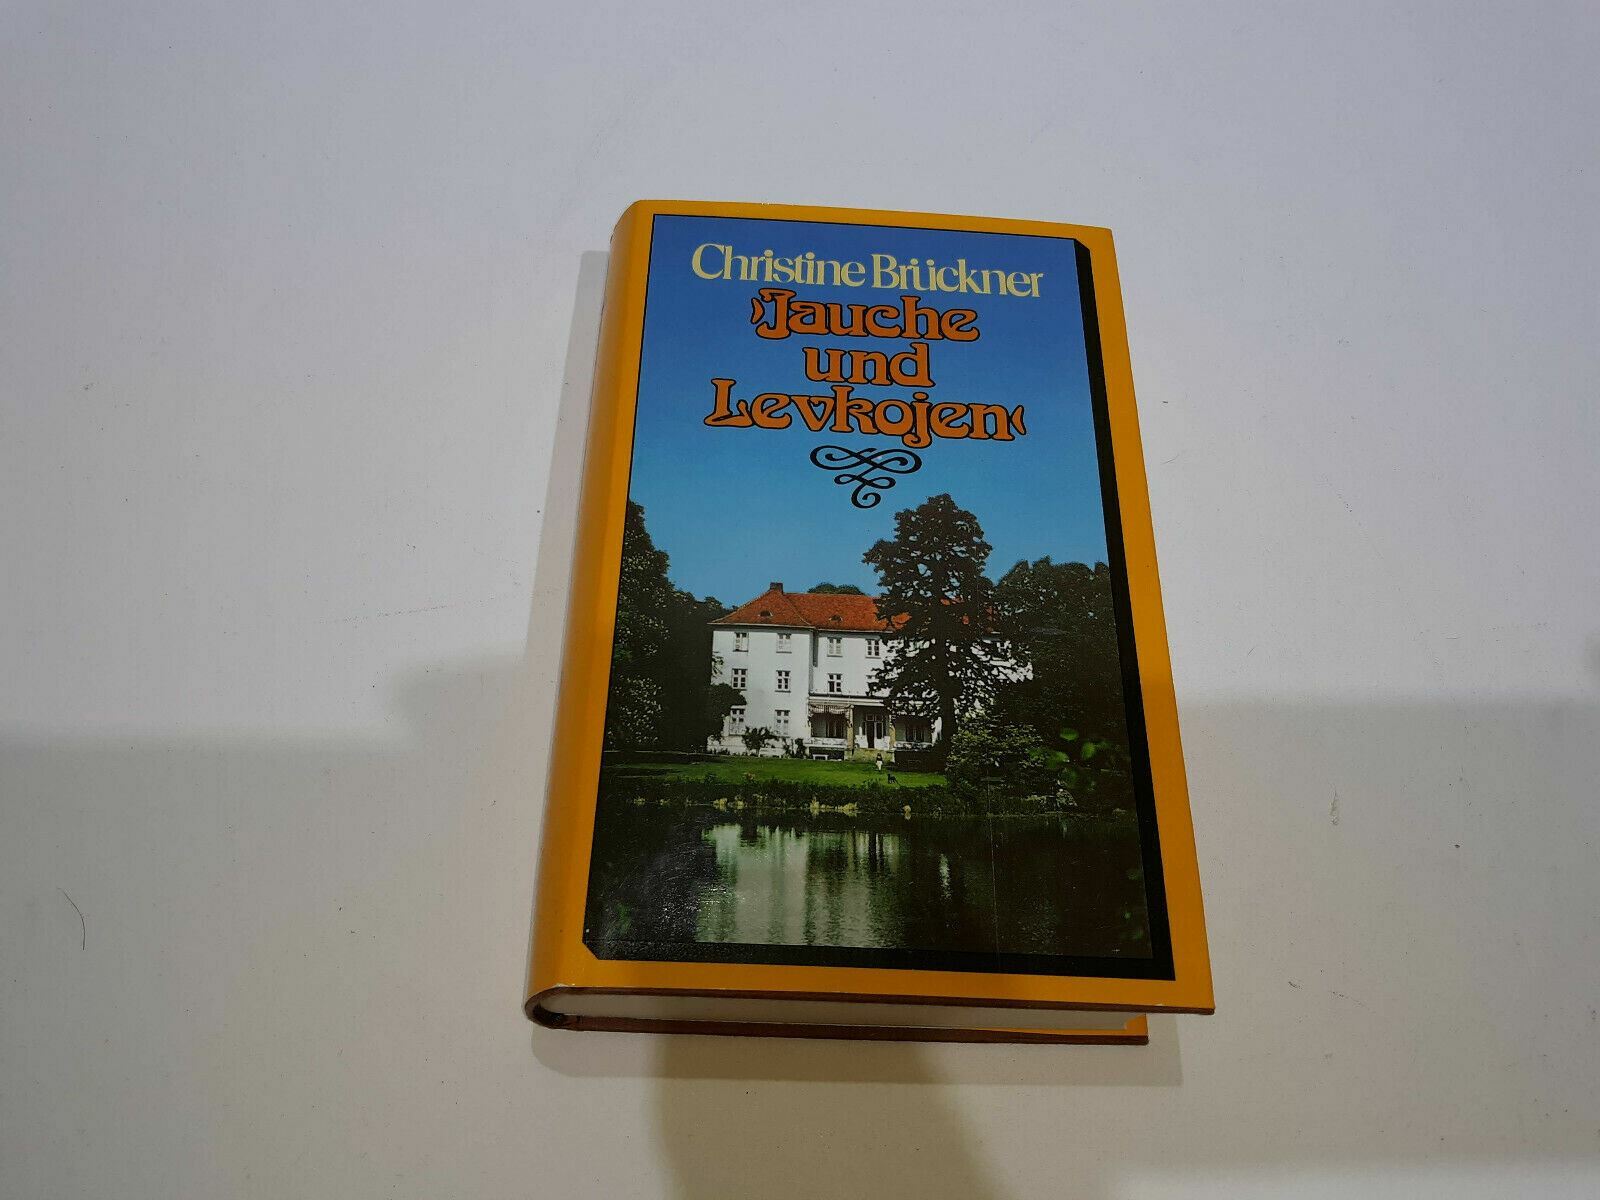 Christine Brückner
›Jauche
und
Levkojen‹